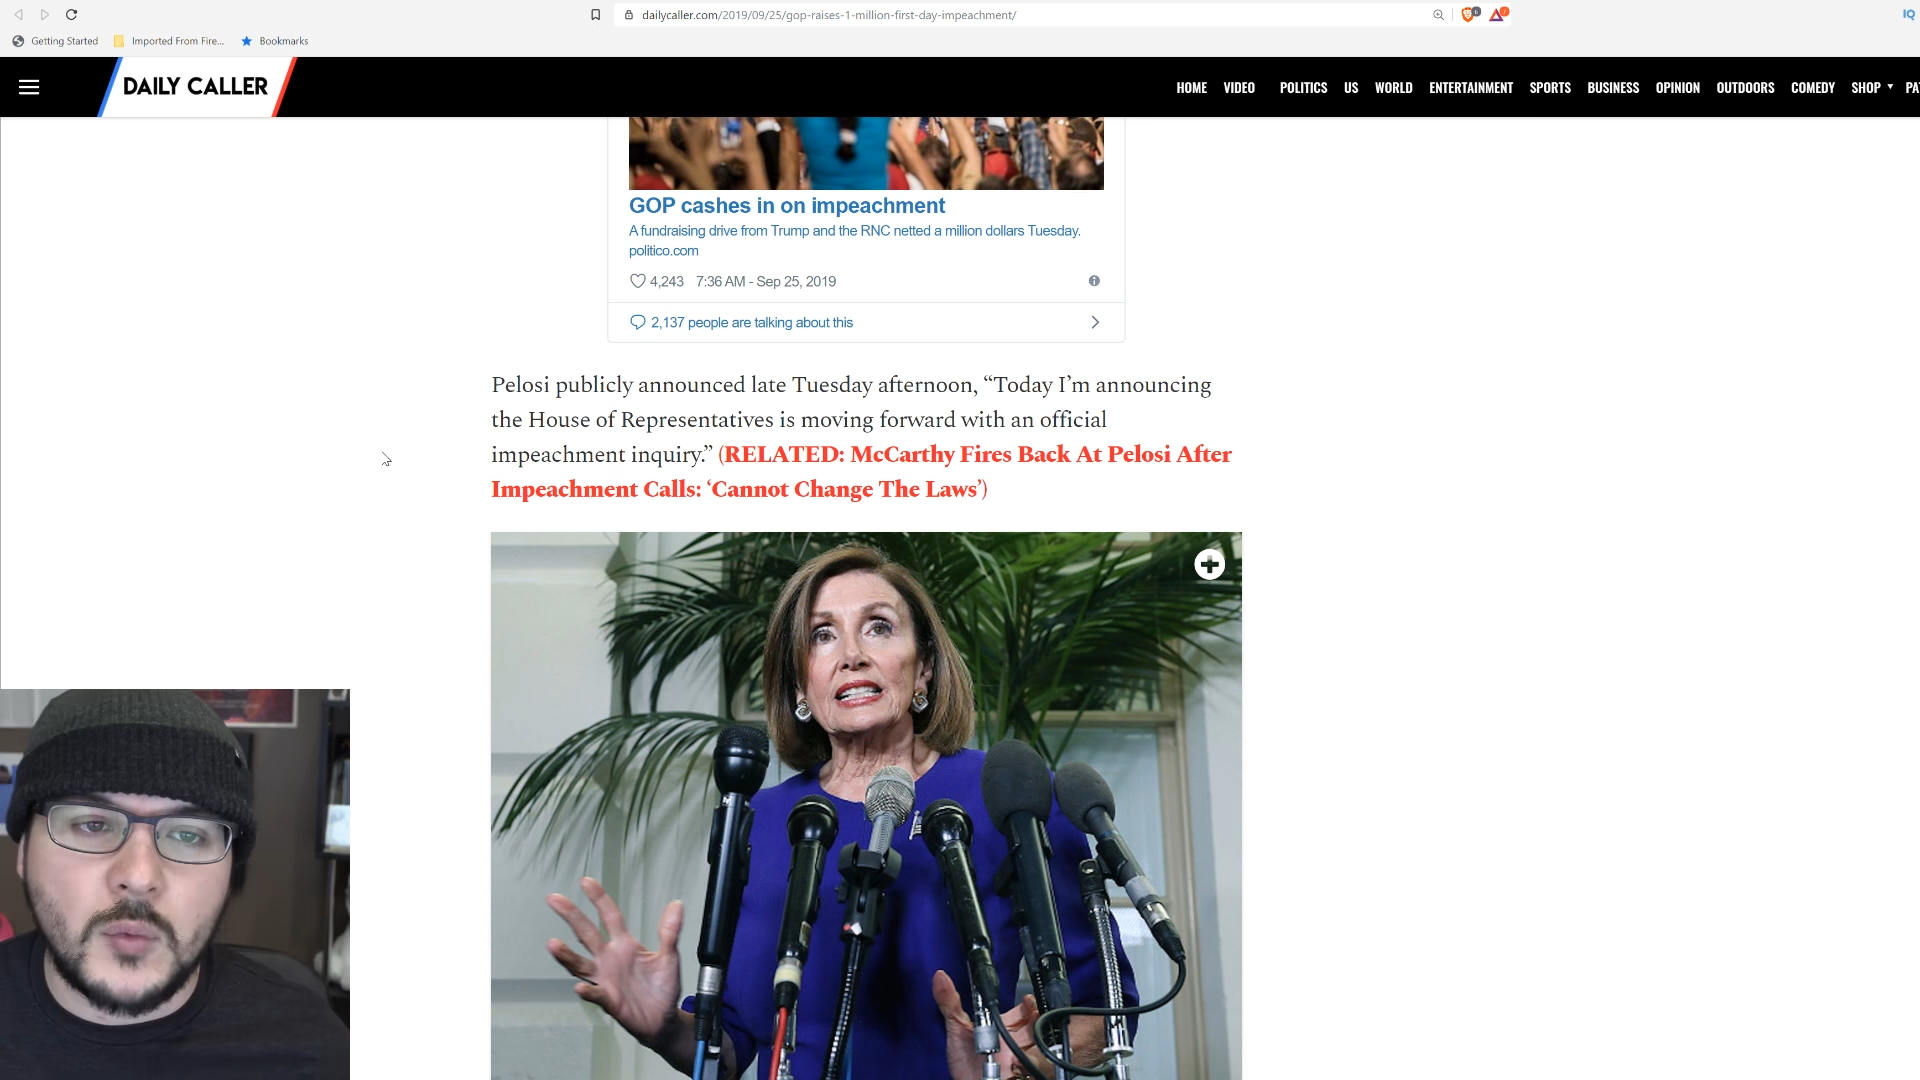 dailycaller.com/2019/09/25/gop-raises-1-million-first-day-impeachment/
IQ
Getting Started
Imported From Fire...
Bookmarks
DAILY CALLER
HOME
VIDEO
POLITICS
US
WORLD
ENTERTAINMENT
SPORTS
BUSINESS
OPINION
OUTDOORS
COMEDY
SHOP
PAT
GOP cashes in on impeachment
A fundraising drive from Trump and the RNC netted a million dollars Tuesday.
politico.com
4,243 7:36 AM - Sep 25, 2019
2,137 people are talking about this
Pelosi publicly announced late Tuesday afternoon, “Today I’m announcing
the House of Representatives is moving forward with an official
impeachment inquiry.” (RELATED: McCarthy Fires Back At Pelosi After
Impeachment Calls: ‘Cannot Change The Laws’)